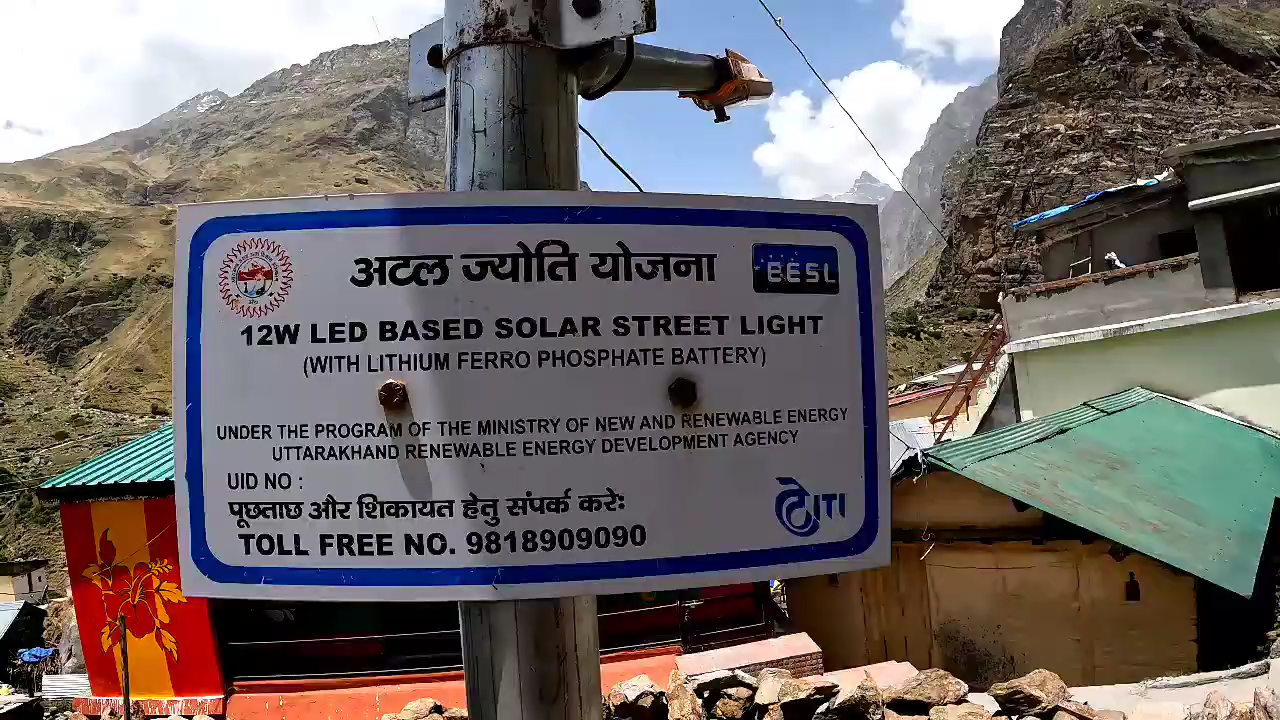 अटल ज्योति योजना
EESL
12W LED BASED SOLAR STREET LIGHT
(WITH LITHIUM FERRO PHOSPHATE BATTERY)
UNDER THE PROGRAM OF THE MINISTRY OF NEW AND RENEWABLE ENERGY
UTTARAKHAND RENEWABLE ENERGY DEVELOPMENT AGENCY
UID NO :
पूछताछ और शिकायत हेतु संपर्क करेः
ITI
TOLL FREE NO. 9818909090